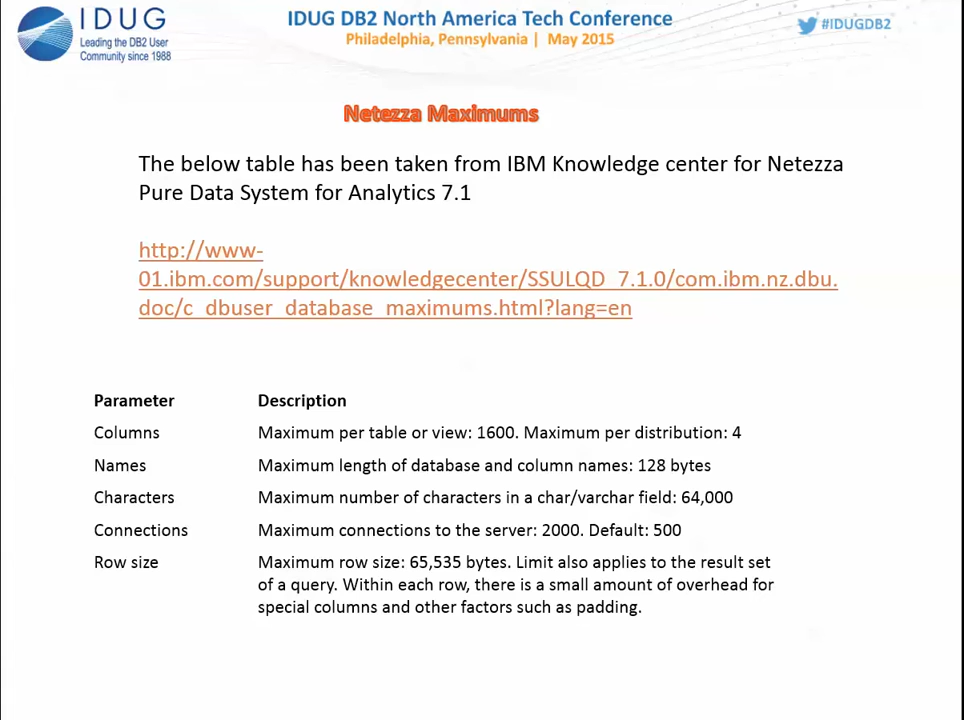 IDUG
Leading the DB2 User
Community since 1988
IDUG DB2 North America Tech Conference
Philadelphia, Pennsylvania | May 2015
#IDUGDB2
Netezza Maximums
The below table has been taken from IBM Knowledge center for Netezza
Pure Data System for Analytics 7.1
http://www-
01.ibm.com/support/knowledgecenter/SSULQD_7.1.0/com.ibm.nz.dbu.
doc/c_dbuser_database_maximums.html?lang=en
Parameter Description
Columns Maximum per table or view: 1600. Maximum per distribution: 4
Names Maximum length of database and column names: 128 bytes
Characters Maximum number of characters in a char/varchar field: 64,000
Connections Maximum connections to the server: 2000. Default: 500
Row size Maximum row size: 65,535 bytes. Limit also applies to the result set
of a query. Within each row, there is a small amount of overhead for
special columns and other factors such as padding.